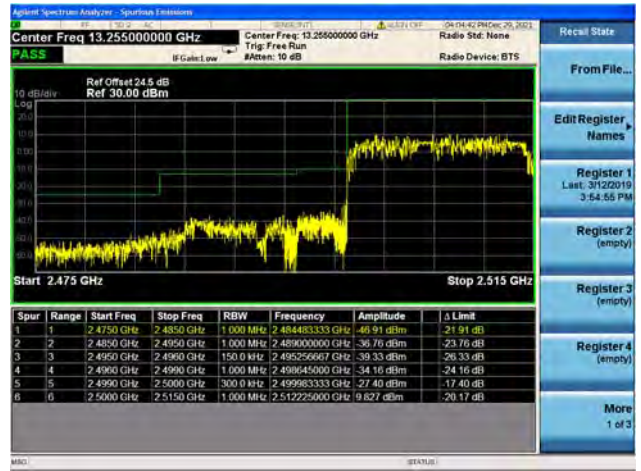 Agilent Spectrum Analyzer - Spurious Emissions
Center Freq 13.255000000 GHz
PASS
IFGain:Low
Center Freq: 13.255000000 GHz
Trig: Free Run
#Atten: 10 dB
04:04:42 PM Dec 29, 2021
Radio Std: None
Radio Device: BTS
10 dB/div
Log
Ref Offset 24.5 dB
Ref 30.00 dBm
20.0
10.0
Start 2.475 GHz
Stop 2.515 GHz
Spur Range Start Freq Stop Freq RBW Frequency Amplitude Δ Limit
1 1 2.4750 GHz 2.4850 GHz 1.000 MHz 2.484483333 GHz -46.91 dBm -21.91 dB
2 2 2.4850 GHz 2.4950 GHz 1.000 MHz 2.489000000 GHz -36.76 dBm -23.76 dB
3 3 2.4950 GHz 2.4960 GHz 150.0 kHz 2.495256667 GHz -39.33 dBm -26.33 dB
4 4 2.4960 GHz 2.4990 GHz 1.000 MHz 2.498645000 GHz -34.16 dBm -24.16 dB
5 5 2.4990 GHz 2.5000 GHz 300.0 kHz 2.499983333 GHz -27.40 dBm -17.40 dB
6 6 2.5000 GHz 2.5150 GHz 1.000 MHz 2.512225000 GHz 9.827 dBm -20.17 dB
MSG
STATUS
Recall State
From File...
Edit Register
Names
Register 1
Last: 3/12/2019
3:54:55 PM
Register 2
(empty)
Register 3
(empty)
Register 4
(empty)
More
1 of 3